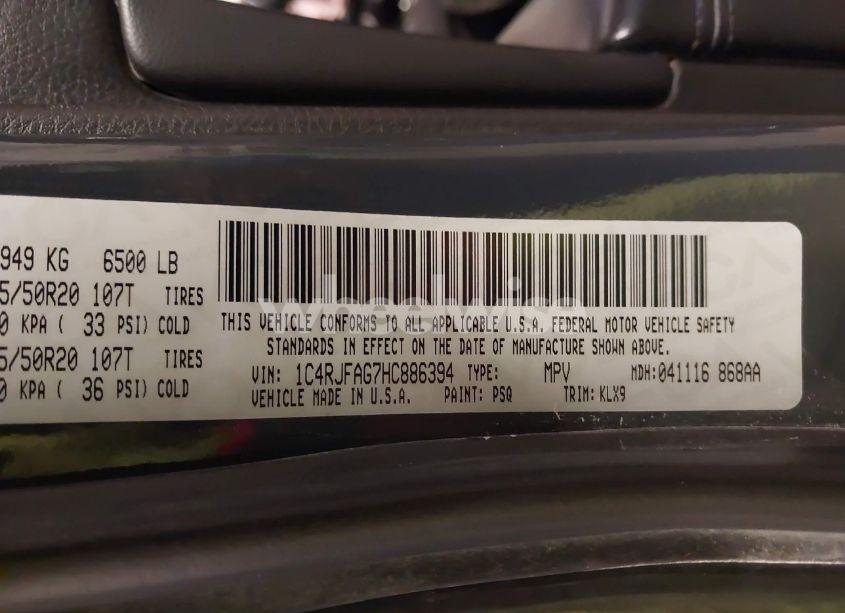 949 KG 6500 LB
5/50R20 107T TIRES
0 KPA ( 33 PSI) COLD
5/50R20 107T TIRES
0 KPA ( 36 PSI) COLD
THIS VEHICLE CONFORMS TO ALL APPLICABLE U.S.A. FEDERAL MOTOR VEHICLE SAFETY
STANDARDS IN EFFECT ON THE DATE OF MANUFACTURE SHOWN ABOVE.
VIN: 1C4RJFAG7HC886394 TYPE: MPV MDH: 041116 868AA
VEHICLE MADE IN U.S.A. PAINT: PSQ TRIM: KLX9
wheelwise